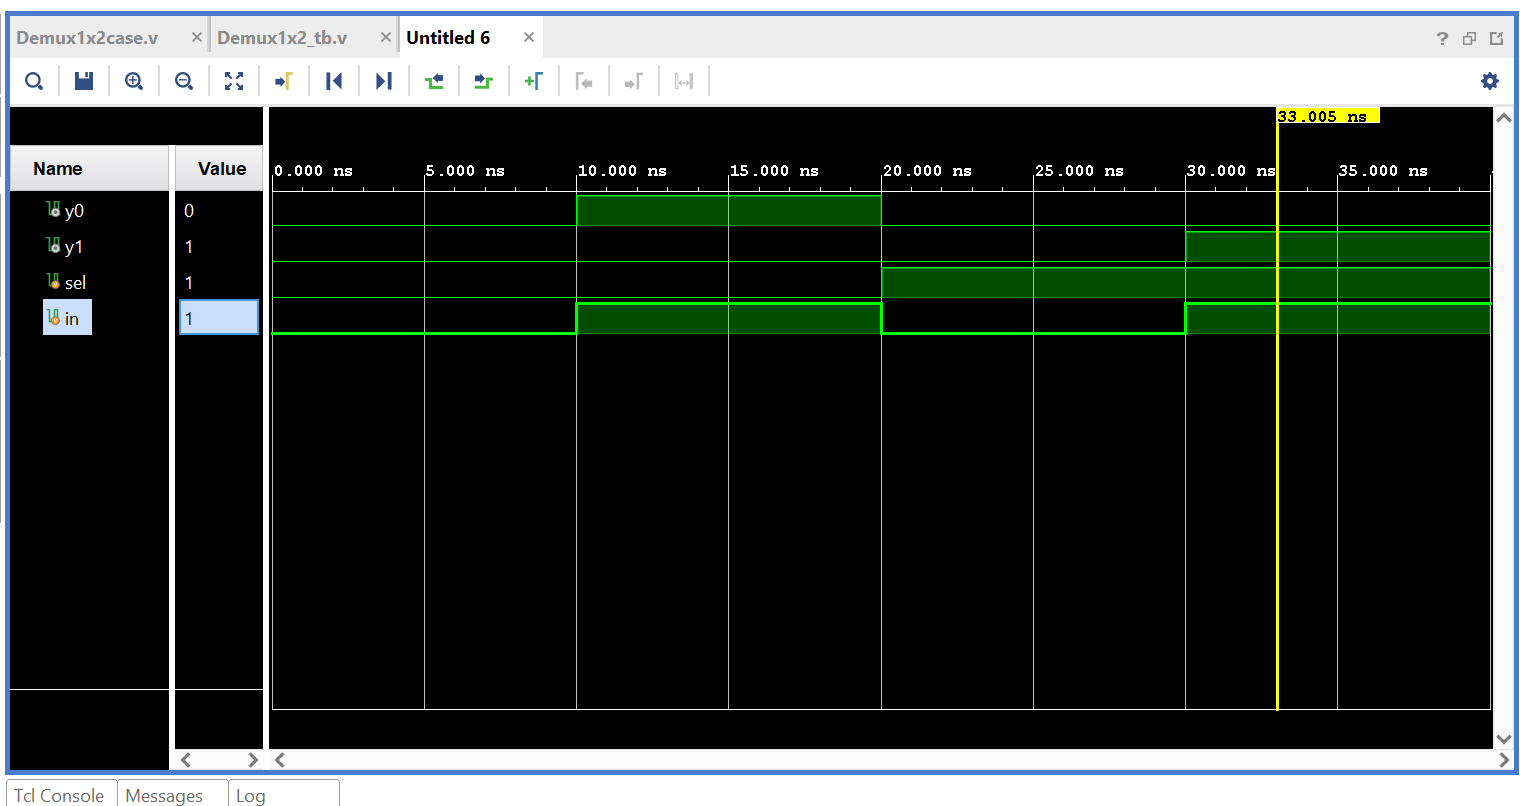 Demux1x2case.v × Demux1x2_tb.v × Untitled 6 ×
?
33.005 ns
Name Value 0.000 ns 5.000 ns 10.000 ns 15.000 ns 20.000 ns 25.000 ns 30.000 ns 35.000 ns
y0 0
y1 1
sel 1
in 1
Tcl Console Messages Log